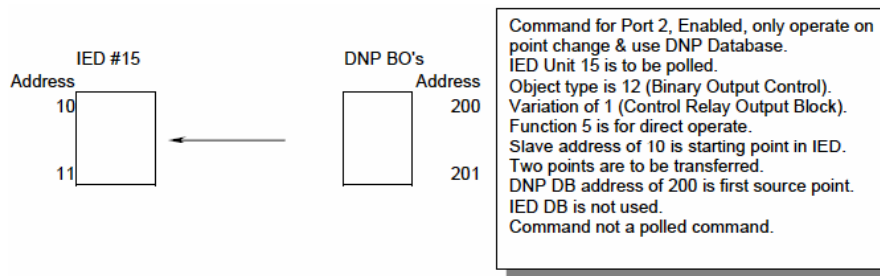 IED #15
DNP BO's
Address
Address
10
200
11
201
Command for Port 2, Enabled, only operate on
point change & use DNP Database.
IED Unit 15 is to be polled.
Object type is 12 (Binary Output Control).
Variation of 1 (Control Relay Output Block).
Function 5 is for direct operate.
Slave address of 10 is starting point in IED.
Two points are to be transferred.
DNP DB address of 200 is first source point.
IED DB is not used.
Command not a polled command.